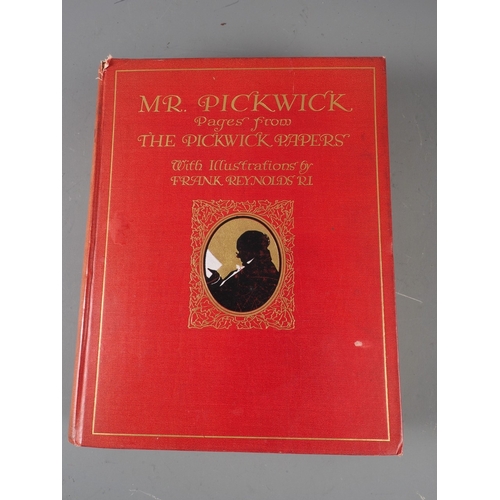 MR. PICKWICK
Pages from
THE PICKWICK PAPERS
With Illustrations by
FRANK REYNOLDS R.I.